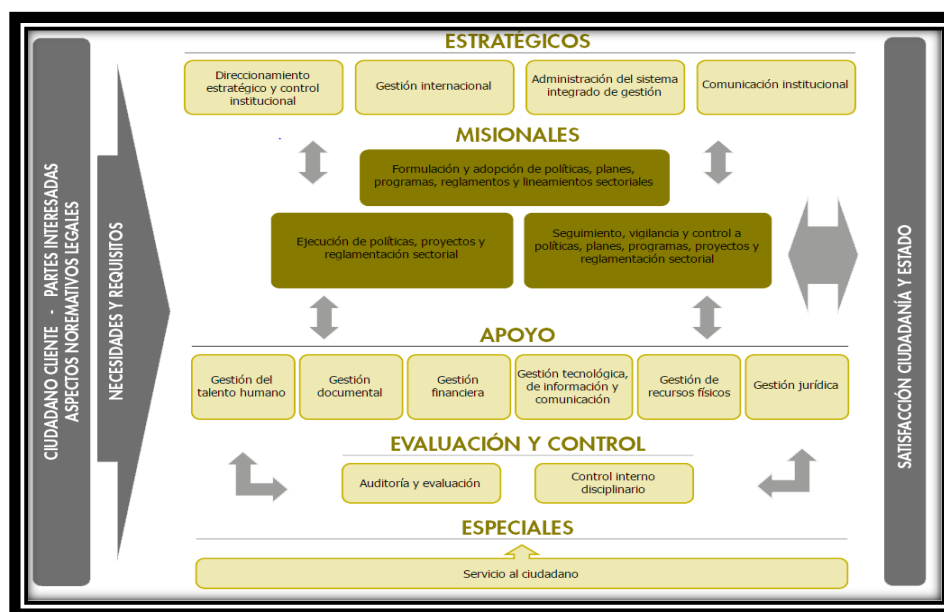 CIUDADANO CLIENTE - PARTES INTERESADAS
ASPECTOS NOREMATIVOS LEGALES
NECESIDADES Y REQUISITOS
ESTRATÉGICOS
Direccionamiento
estratégico y control
institucional
Gestión internacional
Administración del sistema
integrado de gestión
Comunicación institucional
MISIONALES
Formulación y adopción de políticas, planes,
programas, reglamentos y lineamientos sectoriales
Ejecución de políticas, proyectos y
reglamentación sectorial
Seguimiento, vigilancia y control a
políticas, planes, programas, proyectos y
reglamentación sectorial
APOYO
Gestión del
talento humano
Gestión
documental
Gestión
financiera
Gestión tecnológica,
de información y
comunicación
Gestión de
recursos físicos
Gestión jurídica
EVALUACIÓN Y CONTROL
Auditoría y evaluación
Control interno
disciplinario
ESPECIALES
Servicio al ciudadano
SATISFACCIÓN CIUDADANÍA Y ESTADO